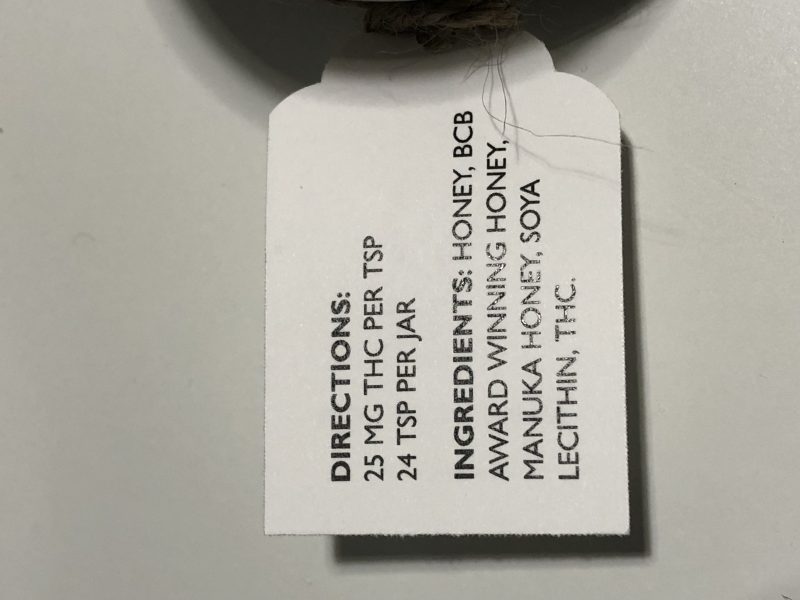 DIRECTIONS:
25 MG THC PER TSP
24 TSP PER JAR
INGREDIENTS: HONEY, BCB
AWARD WINNING HONEY,
MANUKA HONEY, SOYA
LECITHIN, THC.